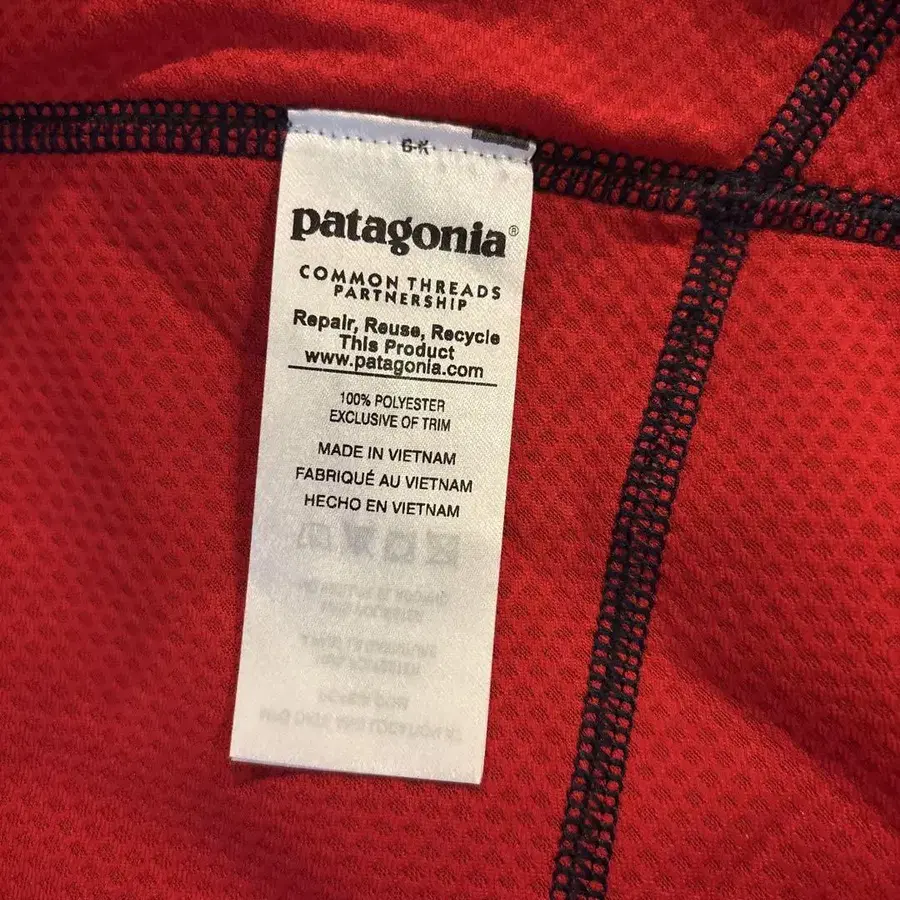 patagonia®
COMMON THREADS
PARTNERSHIP
Repair, Reuse, Recycle
This Product
www.patagonia.com
100% POLYESTER
EXCLUSIVE OF TRIM
MADE IN VIETNAM
FABRIQUÉ AU VIETNAM
HECHO EN VIETNAM